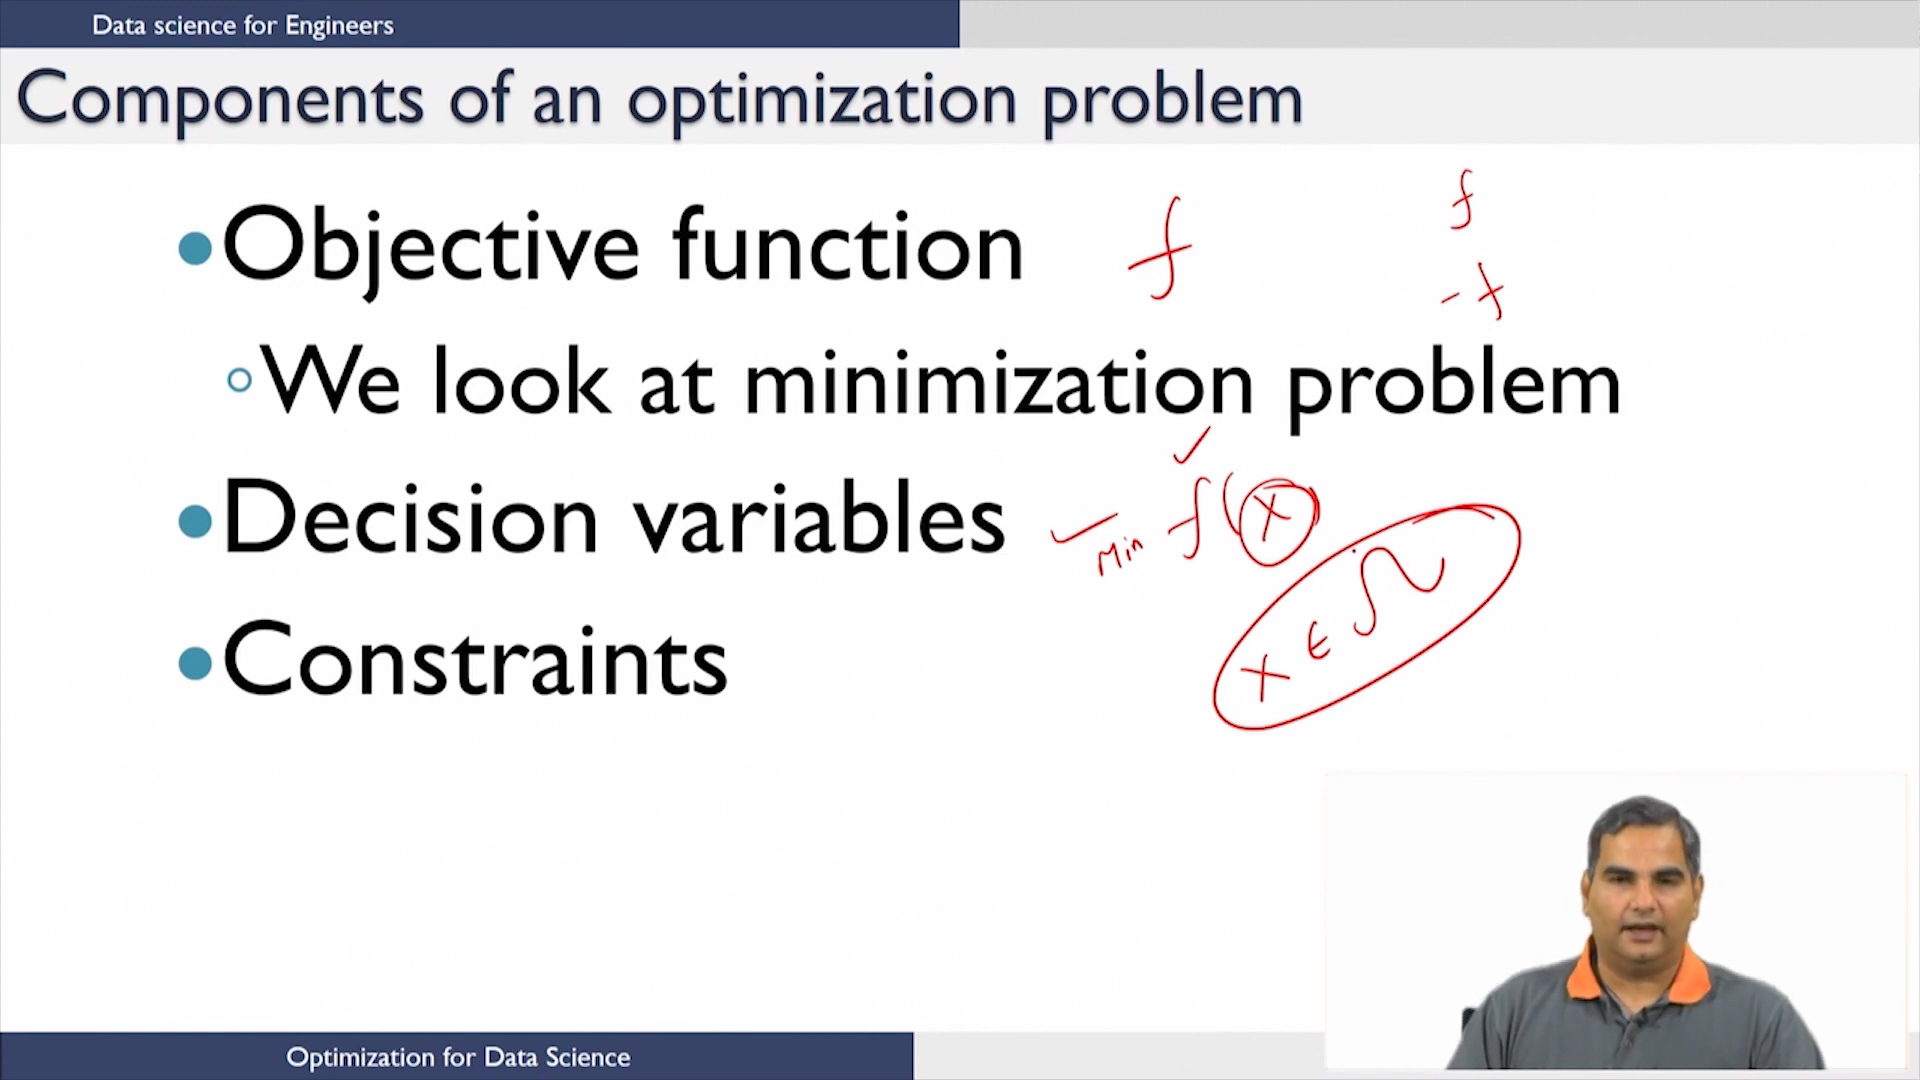 Data science for Engineers
Components of an optimization problem
•Objective function f f
- f
◦We look at minimization problem
•Decision variables ✓ Min f(x)
x ∈ Ω
•Constraints
Optimization for Data Science